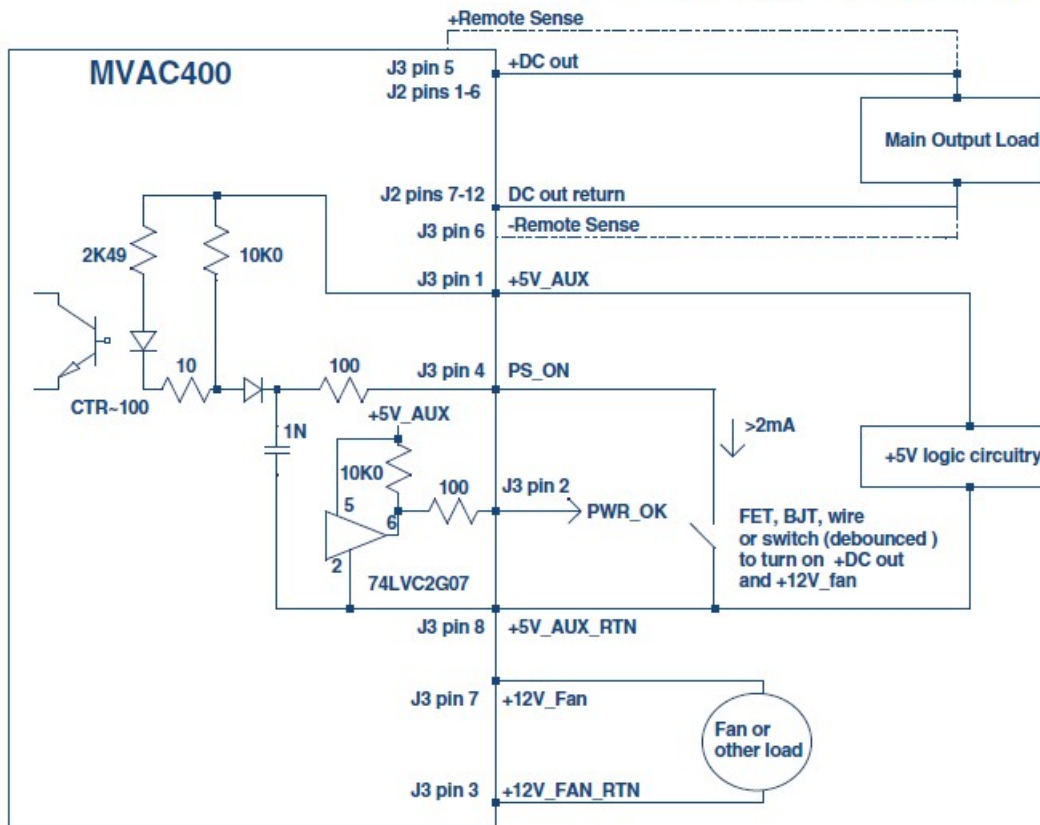 +Remote Sense
MVAC400
J3 pin 5
+DC out
J2 pins 1-6
Main Output Load
J2 pins 7-12
DC out return
J3 pin 6
-Remote Sense
2K49
10K0
J3 pin 1
+5V_AUX
10
100
J3 pin 4
PS_ON
CTR~100
+5V_AUX
1N
>2mA
10K0
+5V logic circuitry
100
J3 pin 2
5
6
PWR_OK
FET, BJT, wire
or switch (debounced )
to turn on +DC out
and +12V_fan
2
74LVC2G07
J3 pin 8
+5V_AUX_RTN
J3 pin 7
+12V_Fan
Fan or
other load
J3 pin 3
+12V_FAN_RTN